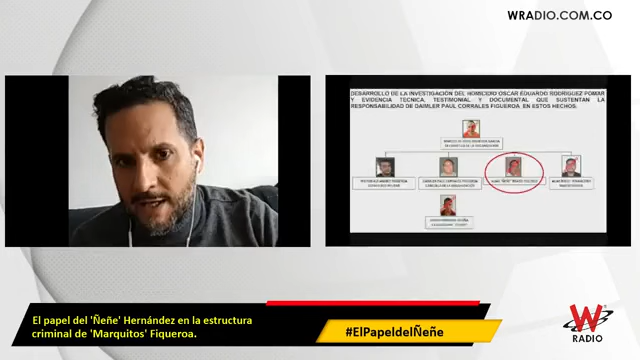 WRADIO.COM.CO
DESARROLLO DE LA INVESTIGACIÓN DEL HOMICIDIO OSCAR EDUARDO RODRIGUEZ POMAR
Y EVIDENCIA TECNICA, TESTIMONIAL Y DOCUMENTAL QUE SUSTENTAN LA
RESPONSABILIDAD DE DAIMLER PAUL CORRALES FIGUEROA, EN ESTOS HECHOS.
El papel del 'Ñeñe' Hernández en la estructura
criminal de 'Marquitos' Fiqueroa.
#ElPapeldelÑeñe
W
RADIO